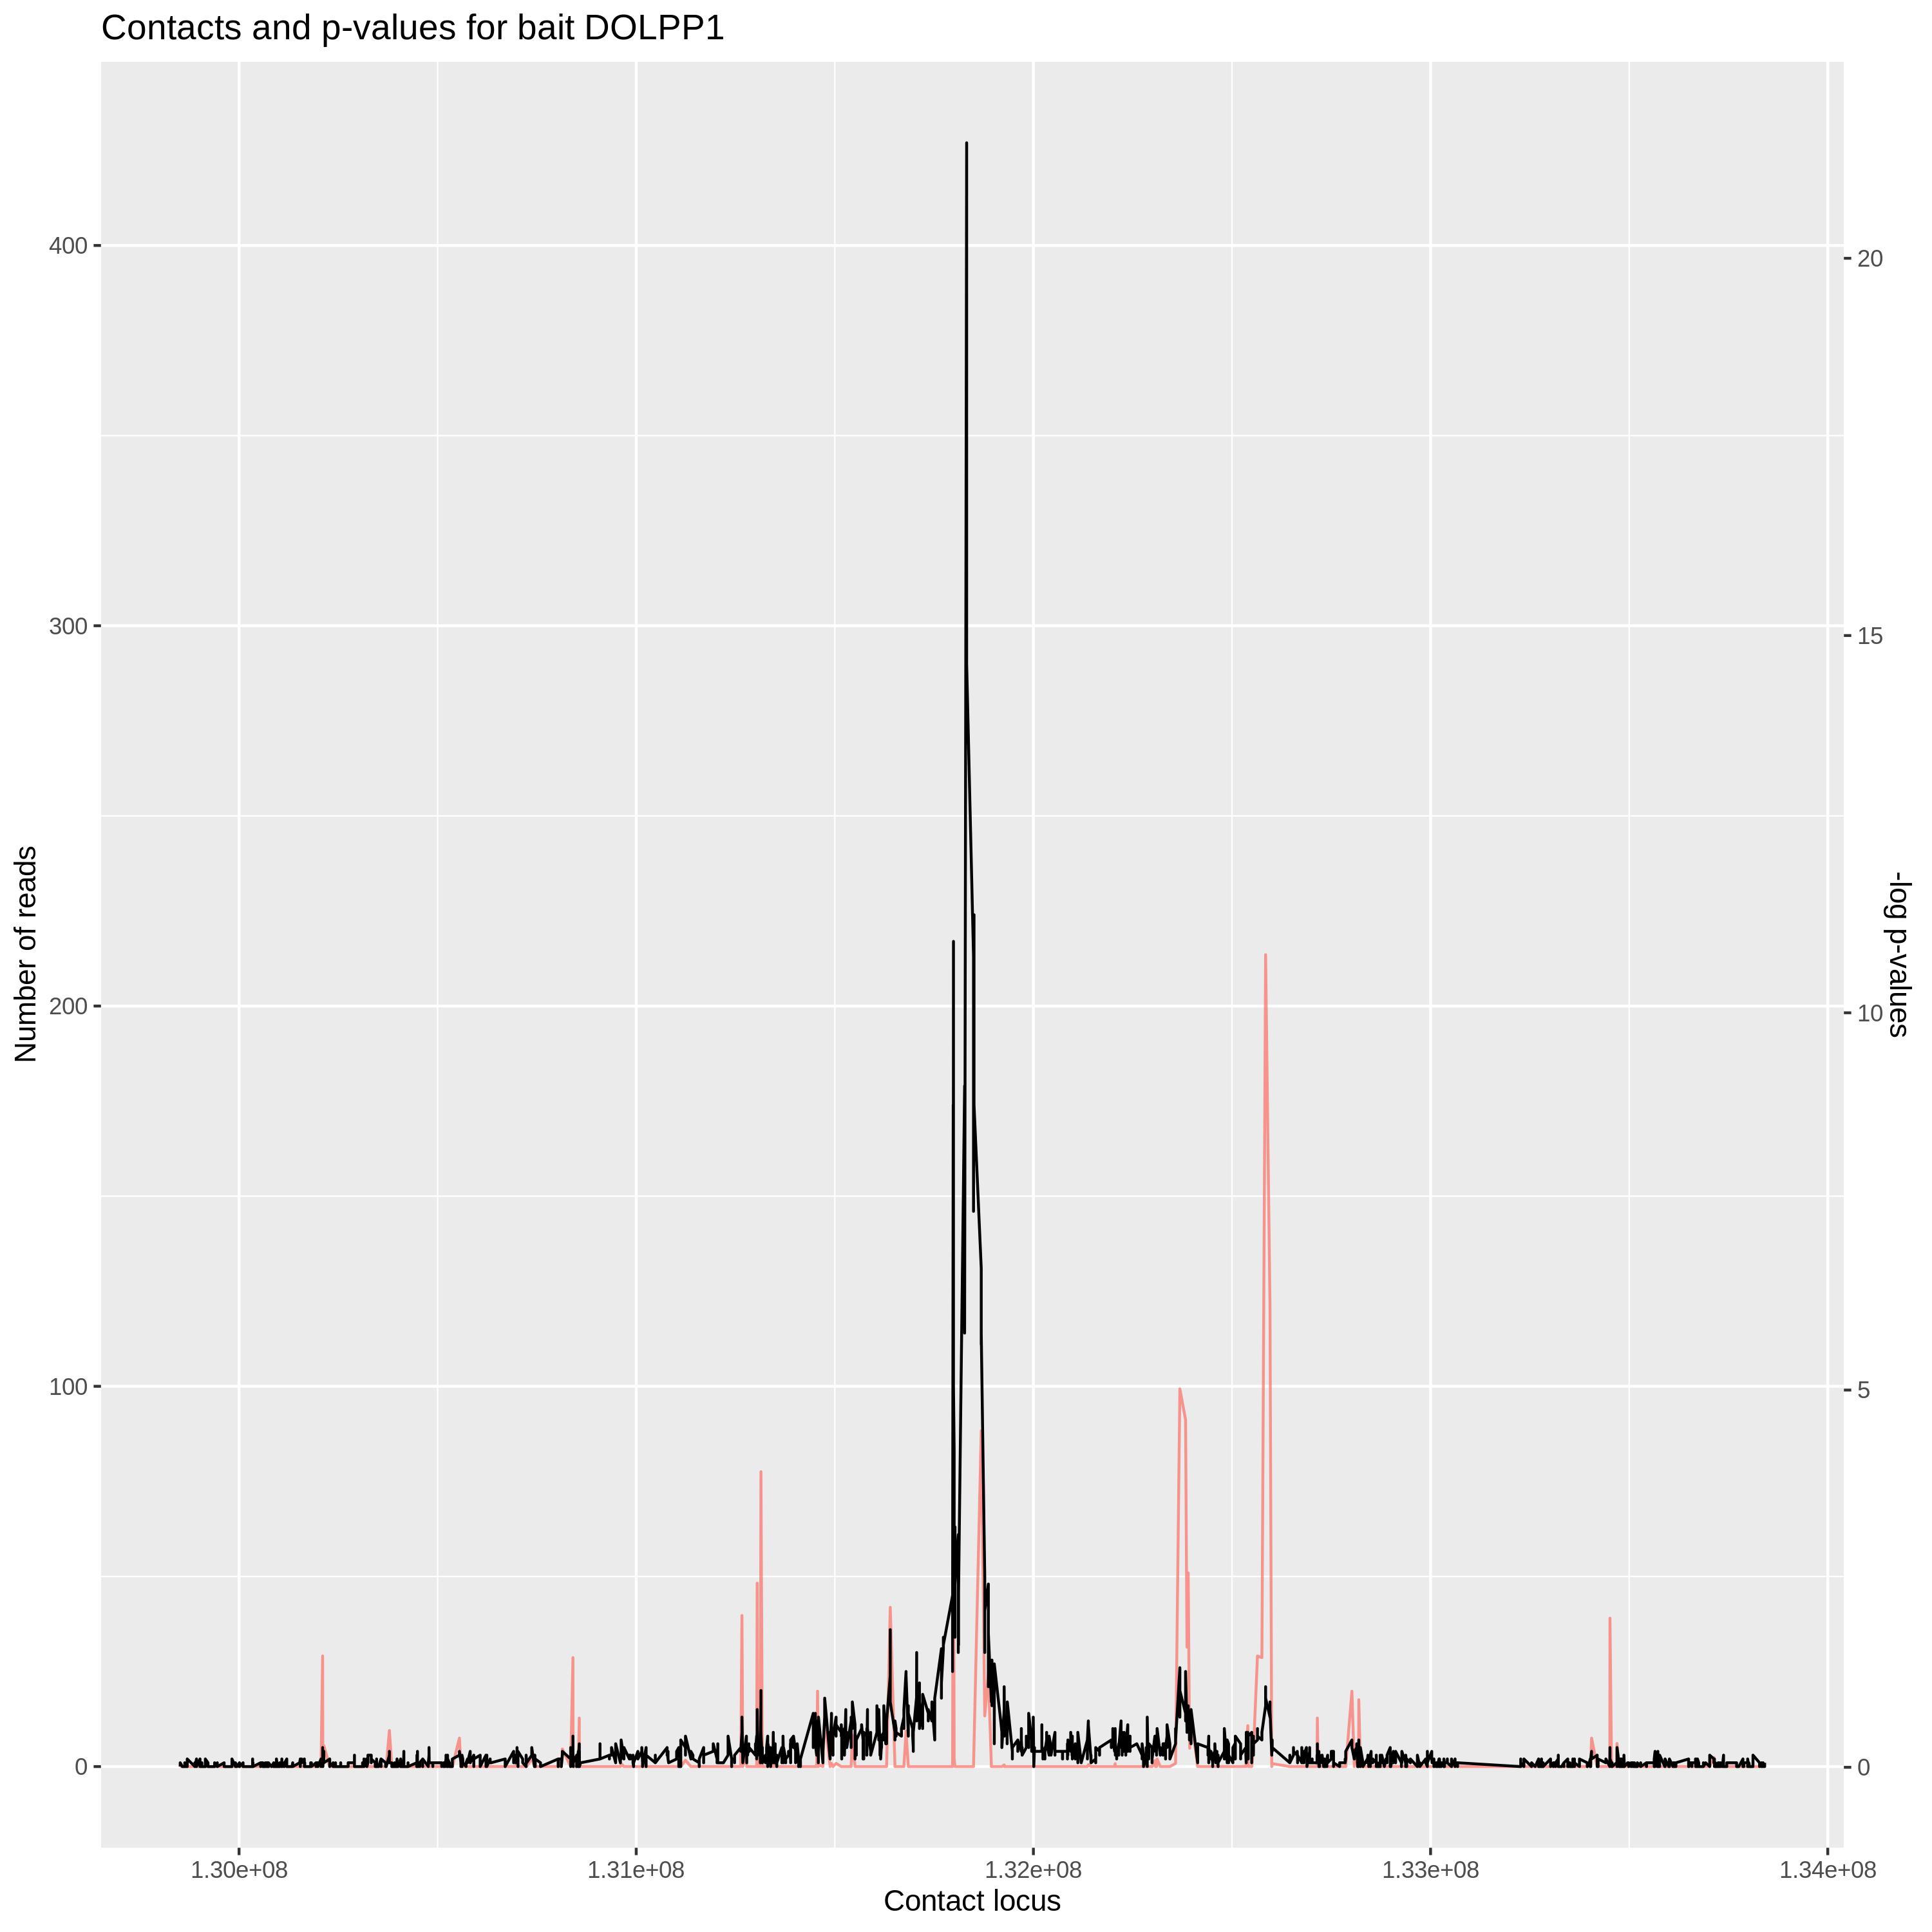 Contacts and p-values for bait DOLPP1
400
300
200
100
0
20
15
10
5
0
Number of reads
-log p-values
1.30e+08
1.31e+08
1.32e+08
1.33e+08
1.34e+08
Contact locus